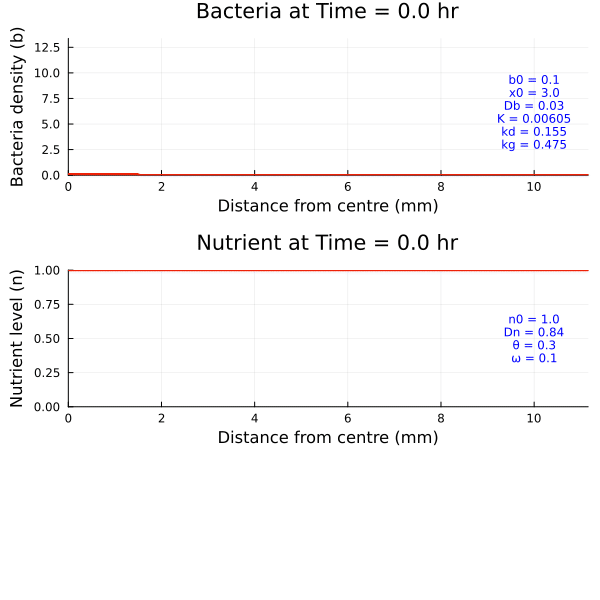 Bacteria at Time = 0.0 hr
Bacteria density (b)
12.5
10.0
7.5
5.0
2.5
0.0
b0 = 0.1
x0 = 3.0
Db = 0.03
K = 0.00605
kd = 0.155
kg = 0.475
0 2 4 6 8 10
Distance from centre (mm)
Nutrient at Time = 0.0 hr
Nutrient level (n)
1.00
0.75
0.50
0.25
0.00
n0 = 1.0
Dn = 0.84
θ = 0.3
ω = 0.1
0 2 4 6 8 10
Distance from centre (mm)